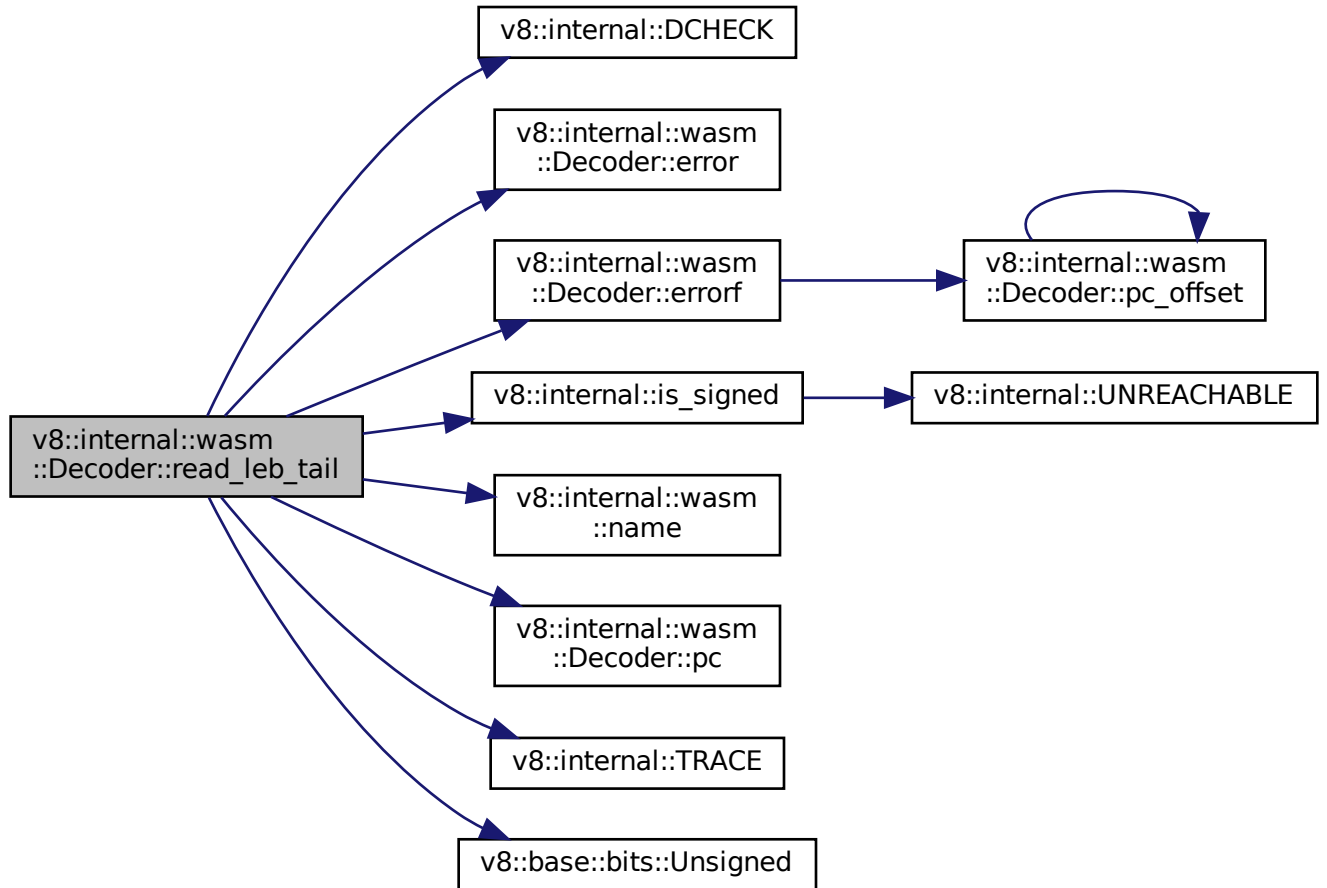 v8::internal::DCHECK
v8::internal::wasm
::Decoder::error
v8::internal::wasm
::Decoder::errorf
v8::internal::wasm
::Decoder::pc_offset
v8::internal::is_signed
v8::internal::UNREACHABLE
v8::internal::wasm
::Decoder::read_leb_tail
v8::internal::wasm
::name
v8::internal::wasm
::Decoder::pc
v8::internal::TRACE
v8::base::bits::Unsigned